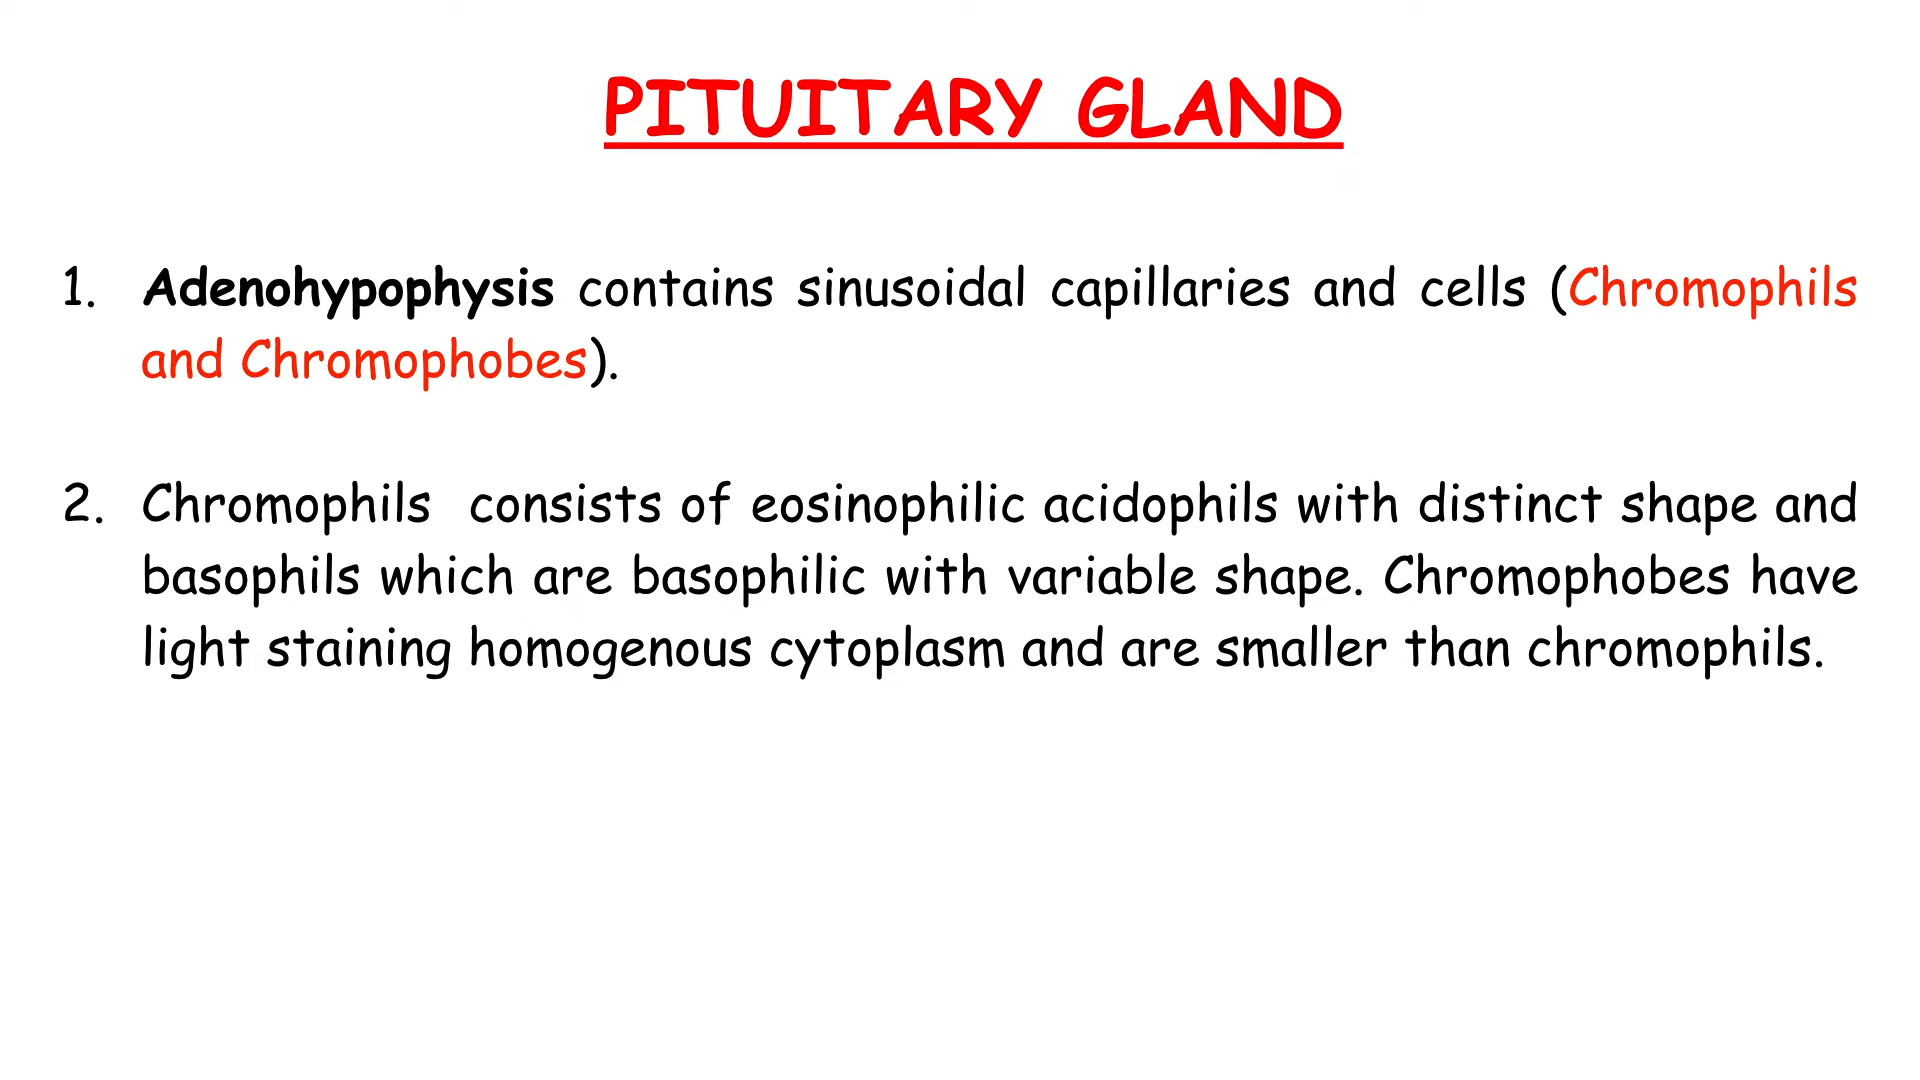 PITUITARY GLAND
1. Adenohypophysis contains sinusoidal capillaries and cells (Chromophils
and Chromophobes).
2. Chromophils consists of eosinophilic acidophils with distinct shape and
basophils which are basophilic with variable shape. Chromophobes have
light staining homogenous cytoplasm and are smaller than chromophils.